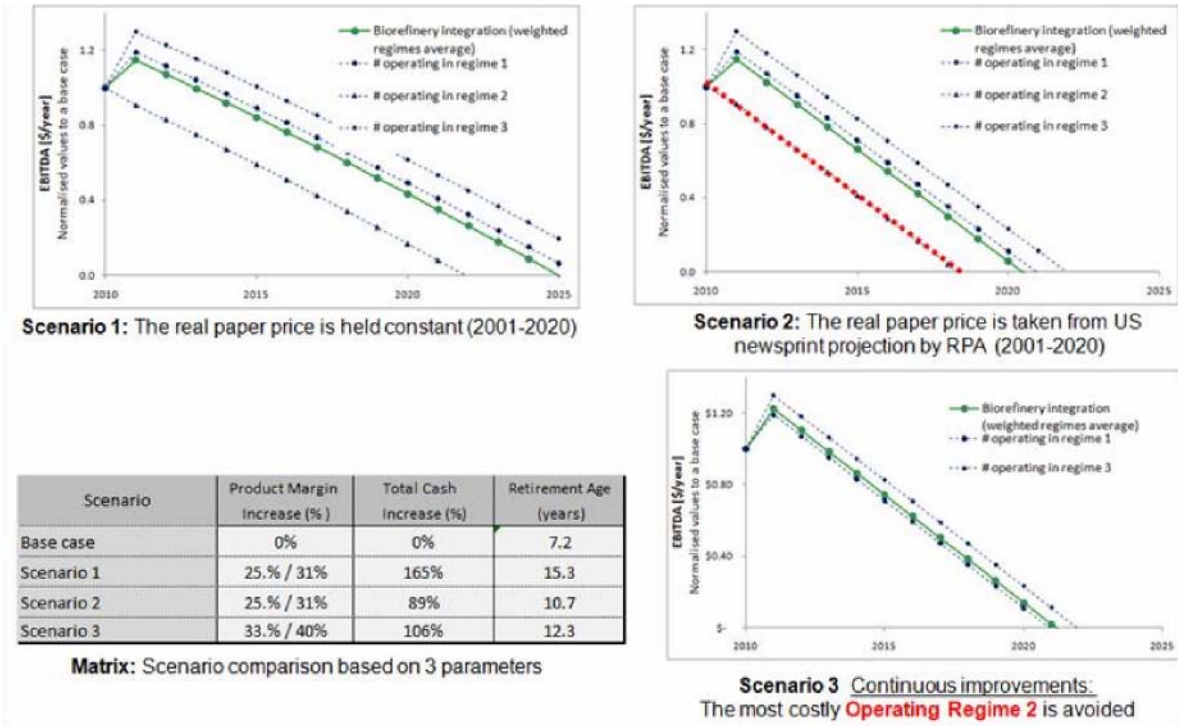 Biorefinery integration (weighted
regimes average)
# operating in regime 1
# operating in regime 2
# operating in regime 3
EBITDA [$/year]
Normalised values to a base case
1.2
0.8
0.4
0.0
2010
2015
2020
2025
Scenario 1: The real paper price is held constant (2001-2020)
Biorefinery integration (weighted
regimes average)
# operating in regime 1
# operating in regime 2
# operating in regime 3
EBITDA [$/year]
Normalised values to a base case
1.2
0.8
0.4
0.0
2010
2015
2020
2025
Scenario 2: The real paper price is taken from US
newsprint projection by RPA (2001-2020)
Scenario Product Margin Increase (% ) Total Cash Increase (%) Retirement Age (years)
Base case 0% 0% 7.2
Scenario 1 25.% / 31% 165% 15.3
Scenario 2 25.% / 31% 89% 10.7
Scenario 3 33.% / 40% 106% 12.3
Matrix: Scenario comparison based on 3 parameters
Biorefinery integration
(weighted regimes average)
# operating in regime 1
# operating in regime 3
EBITDA [$/year]
Normalised values to a base case
$1.20
$0.80
$0.40
$-
2010
2015
2020
2025
Scenario 3 Continuous improvements:
The most costly Operating Regime 2 is avoided